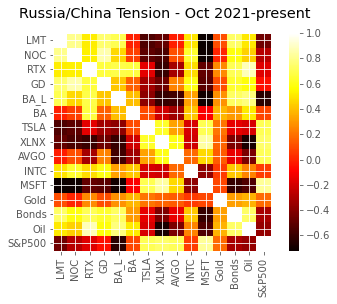 Russia/China Tension - Oct 2021-present
LMT
NOC
RTX
GD
BA_L
BA
TSLA
XLNX
AVGO
INTC
MSFT
Gold
Bonds
Oil
S&P500
1.0
0.8
0.6
0.4
0.2
0.0
−0.2
−0.4
−0.6
LMT
NOC
RTX
GD
BA_L
BA
TSLA
XLNX
AVGO
INTC
MSFT
Gold
Bonds
Oil
S&P500